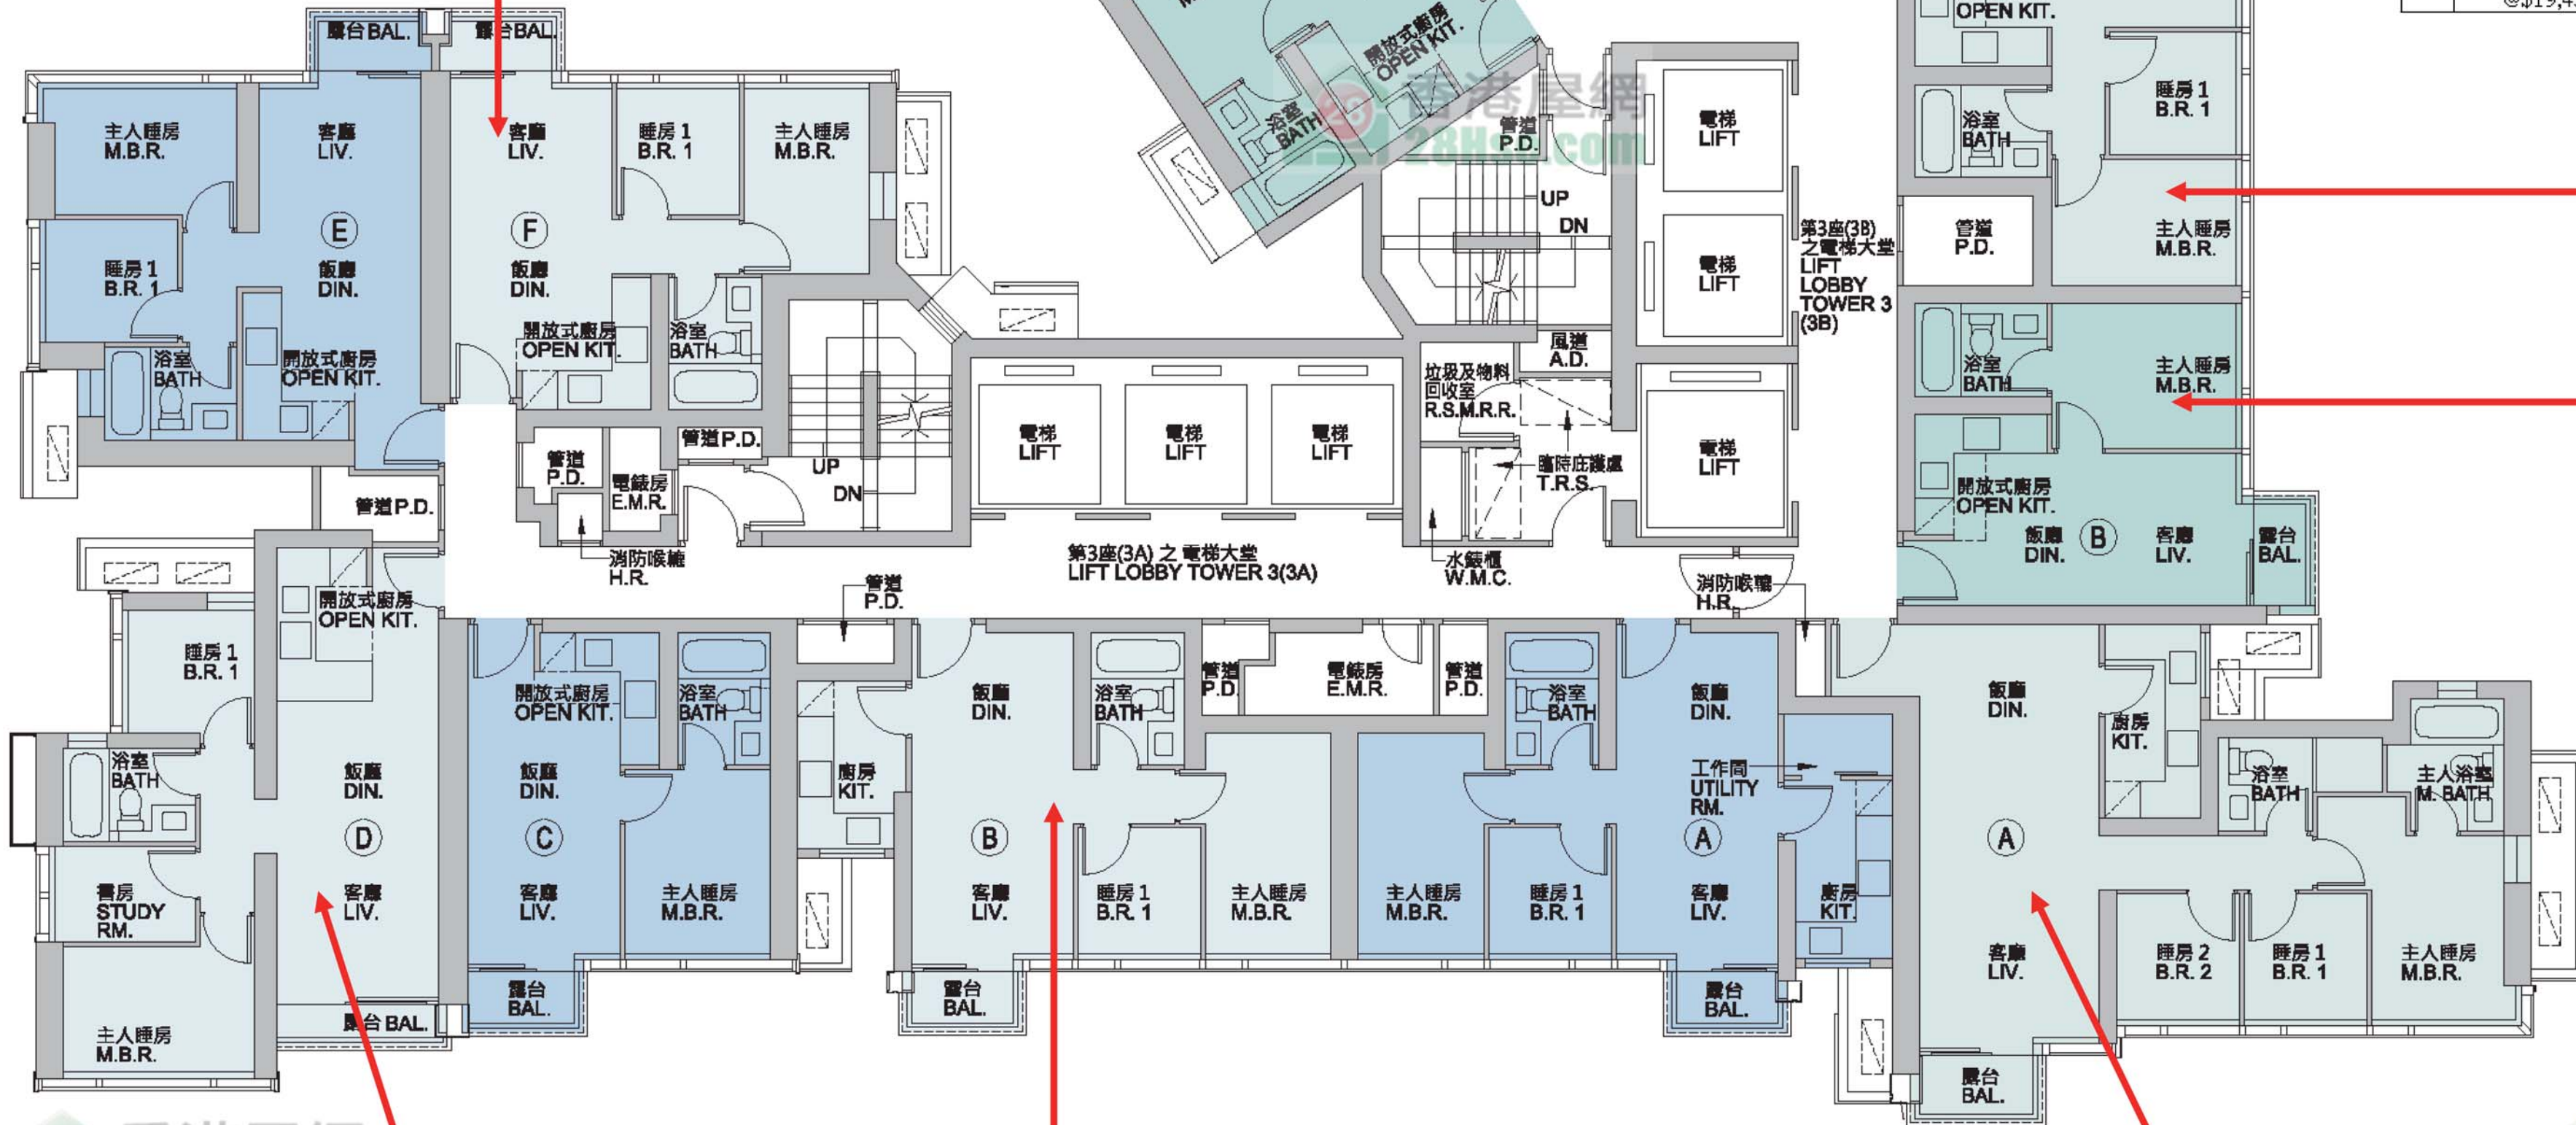 露台 BAL.
露台 BAL.
主人睡房
M.B.R.
客廳
LIV.
客廳
LIV.
睡房 1
B.R. 1
主人睡房
M.B.R.
E
F
睡房 1
B.R. 1
飯廳
DIN.
飯廳
DIN.
浴室
BATH
開放式廚房
OPEN KIT.
開放式廚房
OPEN KIT.
浴室
BATH
管道 P.D.
管道
P.D.
電錶房
E.M.R.
管道 P.D.
UP
DN
消防喉轆
H.R.
開放式廚房
OPEN KIT.
浴室
BATH
管道
P.D.
香港屋網
28Hse.com
28
UP
DN
電梯
LIFT
電梯
LIFT
第3座(3B)
之電梯大堂
LIFT
LOBBY
TOWER 3
(3B)
風道
A.D.
垃圾及物料
回收室
R.S.M.R.R.
電梯
LIFT
電梯
LIFT
電梯
LIFT
電梯
LIFT
臨時庇護處
T.R.S.
第3座(3A) 之 電梯大堂
LIFT LOBBY TOWER 3(3A)
水錶櫃
W.M.C.
消防喉轆
H.R.
管道
P.D.
OPEN KIT.
睡房 1
B.R. 1
浴室
BATH
管道
P.D.
主人睡房
M.B.R.
浴室
BATH
主人睡房
M.B.R.
開放式廚房
OPEN KIT.
飯廳
DIN.
B
客廳
LIV.
露台
BAL.
開放式廚房
OPEN KIT.
睡房 1
B.R. 1
浴室
BATH
飯廳
DIN.
D
書房
STUDY
RM.
客廳
LIV.
主人睡房
M.B.R.
露台 BAL.
開放式廚房
OPEN KIT.
浴室
BATH
飯廳
DIN.
C
客廳
LIV.
主人睡房
M.B.R.
露台
BAL.
飯廳
DIN.
浴室
BATH
廚房
KIT.
B
客廳
LIV.
睡房 1
B.R. 1
主人睡房
M.B.R.
露台
BAL.
管道
P.D.
電錶房
E.M.R.
管道
P.D.
浴室
BATH
飯廳
DIN.
工作間
UTILITY
RM.
A
主人睡房
M.B.R.
睡房 1
B.R. 1
客廳
LIV.
廚房
KIT.
露台
BAL.
飯廳
DIN.
廚房
KIT.
浴室
BATH
主人浴室
M. BATH
A
客廳
LIV.
睡房 2
B.R. 2
睡房 1
B.R. 1
主人睡房
M.B.R.
露台
BAL.